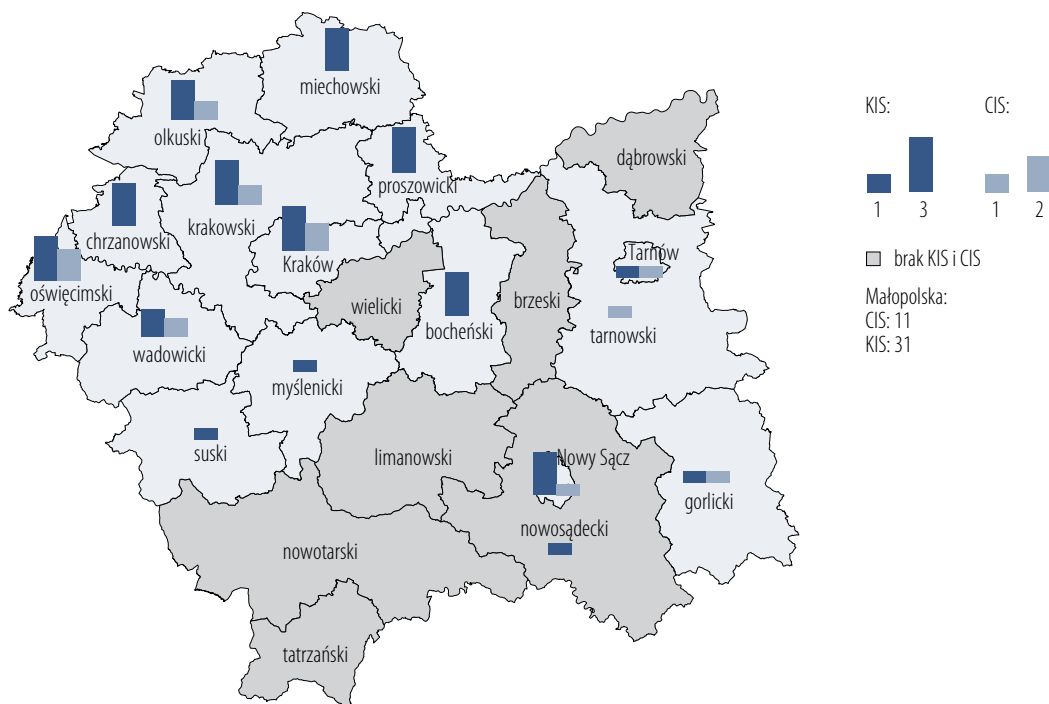 miechowski
olkuski
proszowicki
dąbrowski
krakowski
chrzanowski
Kraków
Tarnów
oświęcimski
wielicki
bocheński
brzeski
tarnowski
wadowicki
myślenicki
suski
limanowski
Nowy Sącz
gorlicki
nowosądecki
nowotarski
tatrzański
KIS: CIS:
1 3 1 2
brak KIS i CIS
Małopolska:
CIS: 11
KIS: 31